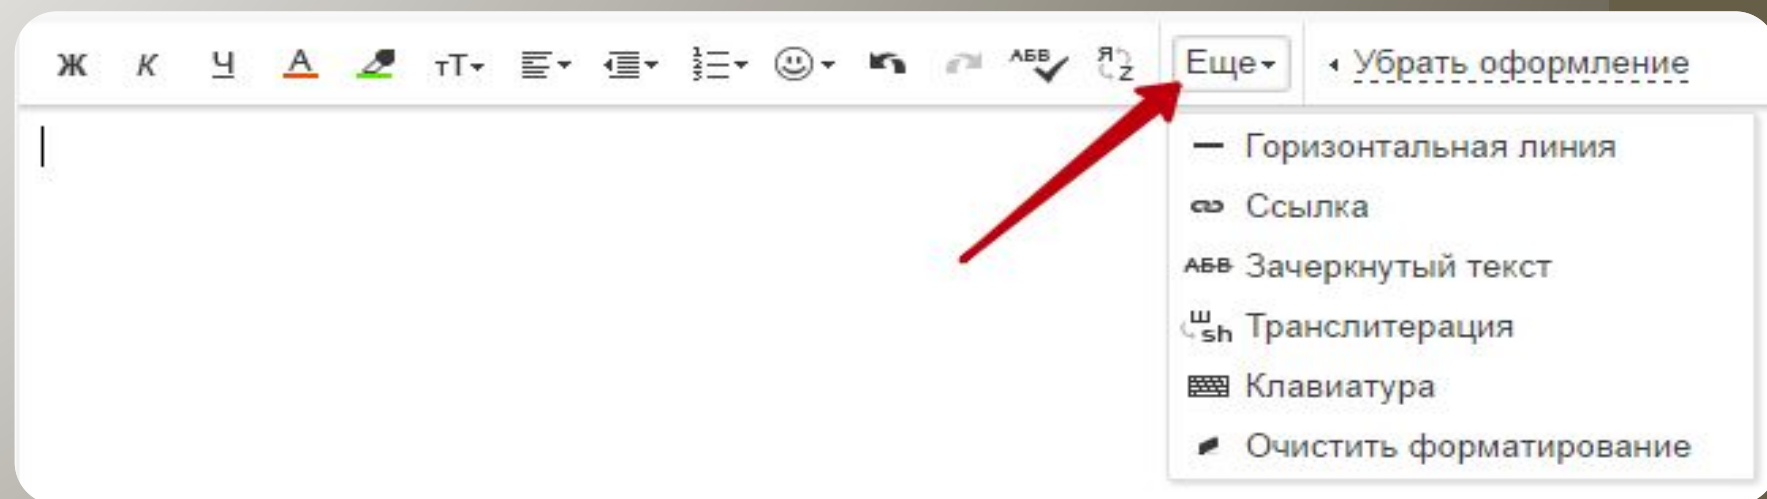 Ж К Ч А тТ АБВ Я Z Еще Убрать оформление
Горизонтальная линия
Ссылка
АБВ Зачеркнутый текст
Ш sh Транслитерация
Клавиатура
Очистить форматирование